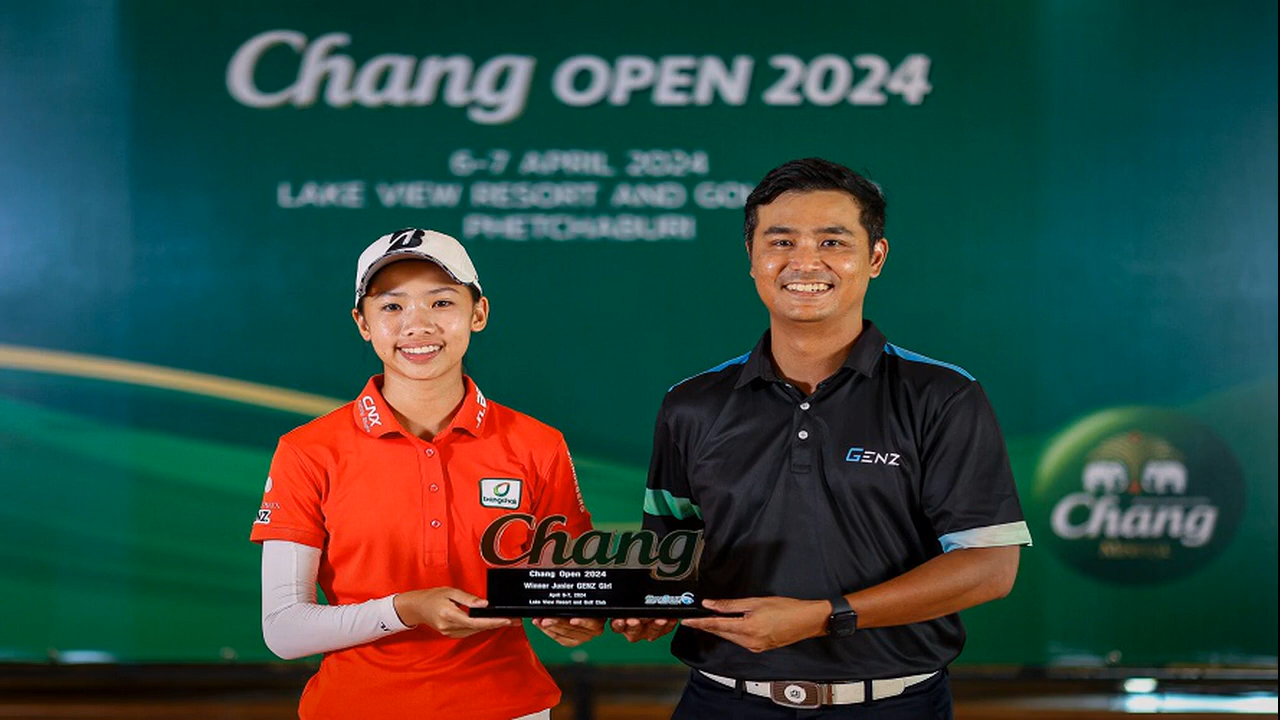 Chang OPEN 2024
6-7 APRIL 2024
LAKE VIEW RESORT AND
PHETCHABURI
B
CNX
bangchak
GENZ
Chang
Chang Open 2024
Winner Junior GENZ Girl
April 6-7, 2024
Lake View Resort and Golf Club
Chang